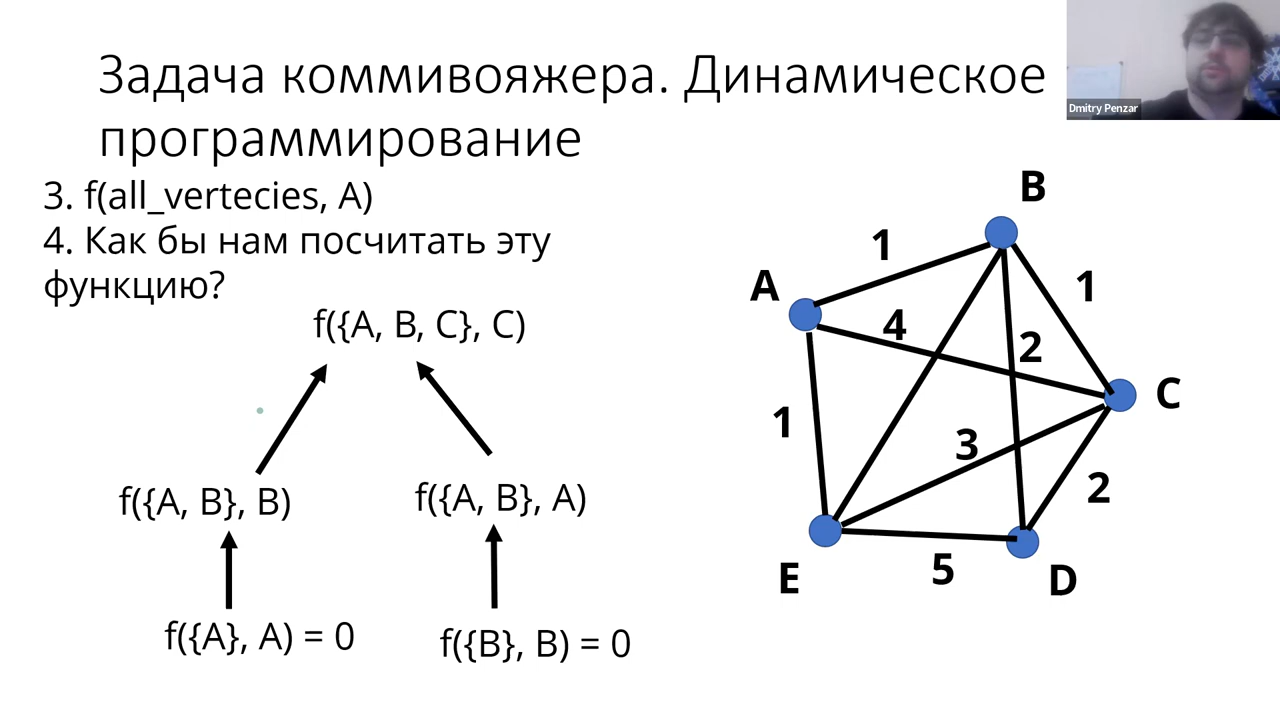 Задача коммивояжера. Динамическое
программирование
Dmitry Penzar
3. f(all_vertecies, A)
4. Как бы нам посчитать эту
функцию?
f({A, B, C}, C)
f({A, B}, B)
f({A, B}, A)
f({A}, A) = 0
f({B}, B) = 0
B
1
A
1
4
2
C
1
3
2
E
5
D